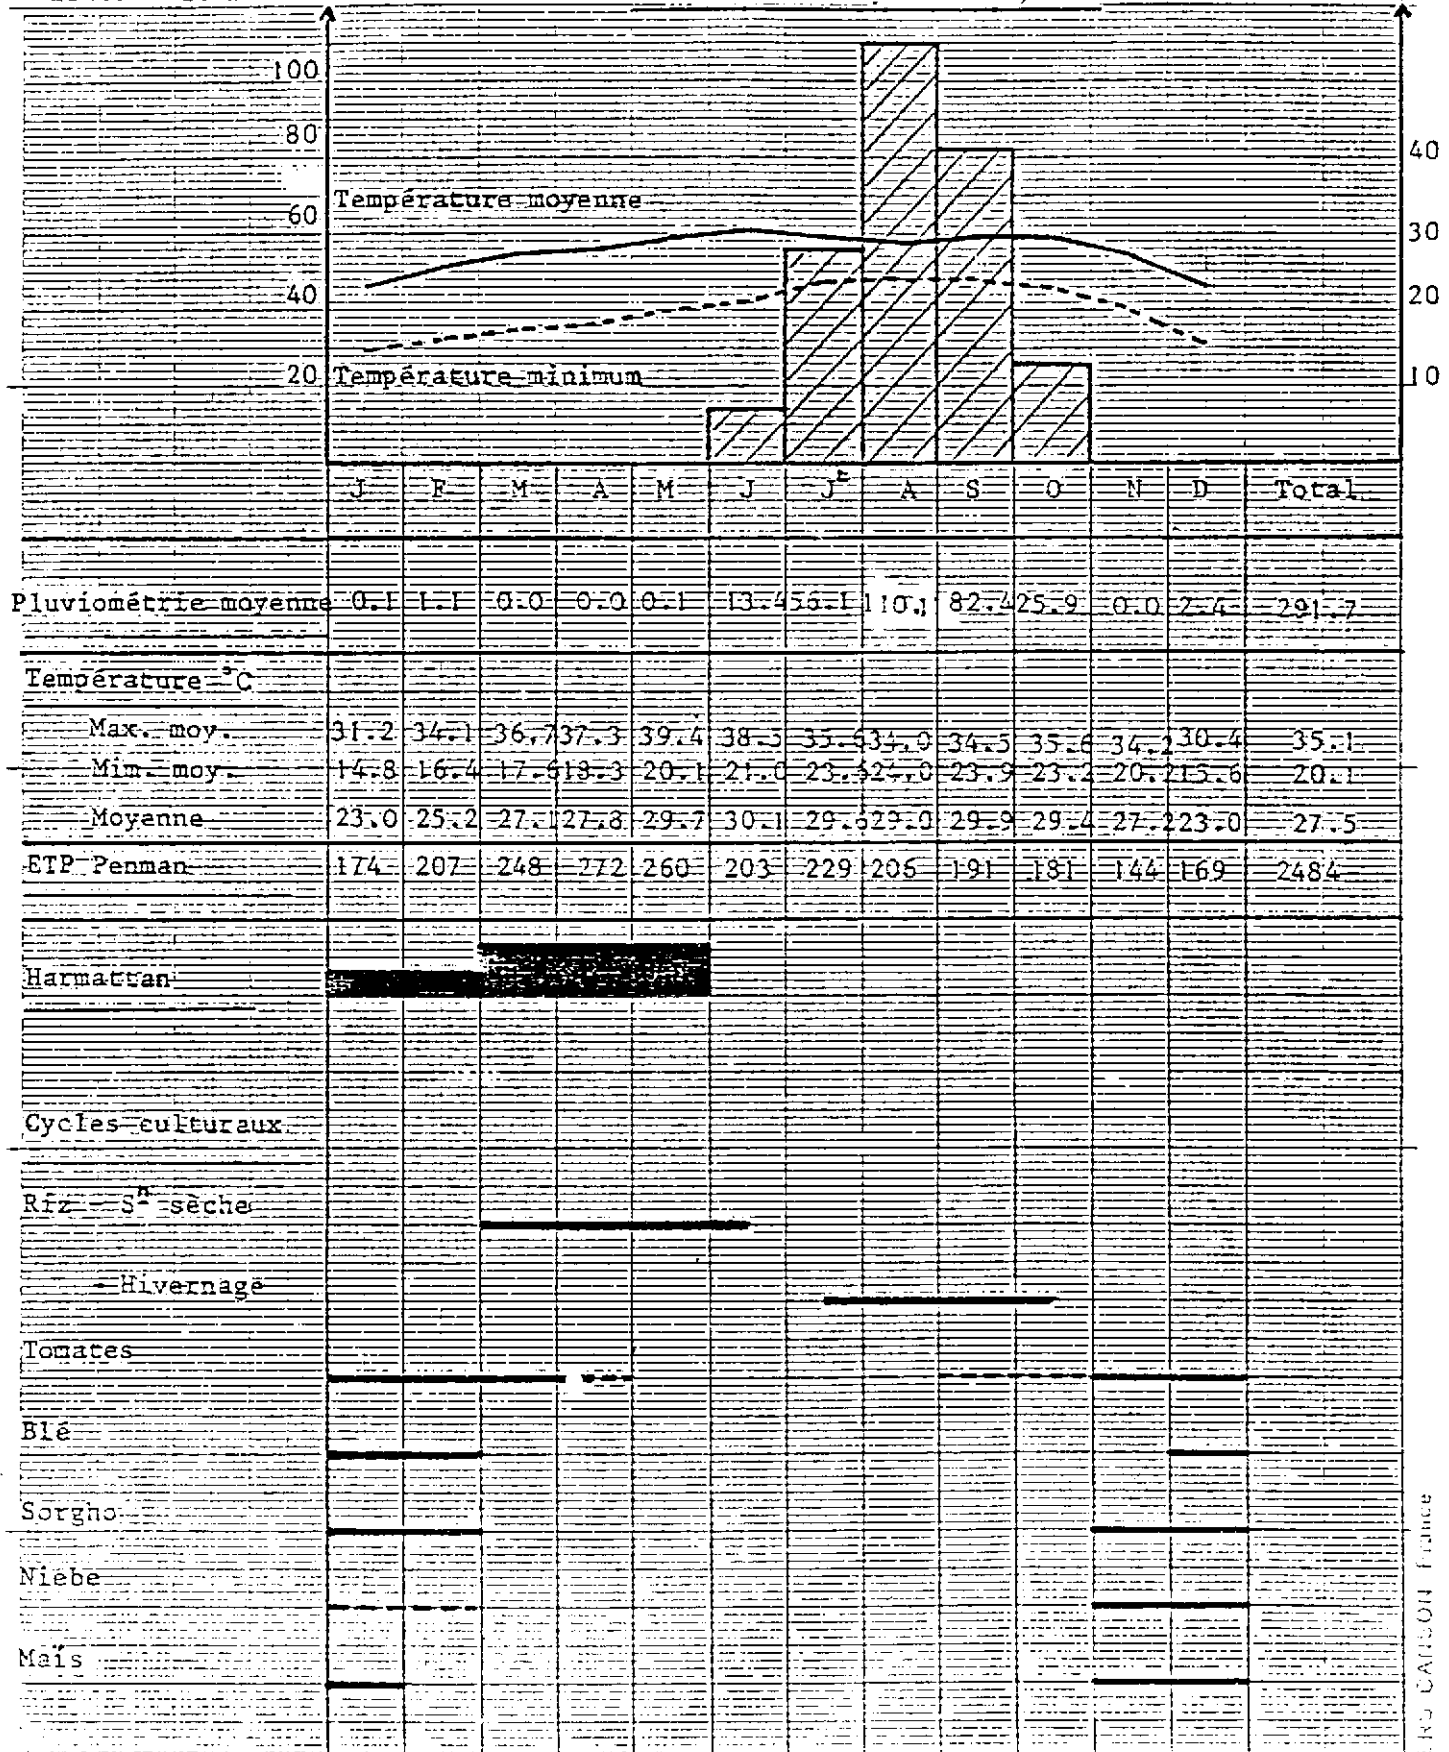 100
80
40
Température moyenne
60
30
40
20
20 Température minimum
10
J F M A M J Jt A S O N D Total
Pluviométrie moyenne 0.1 1.1 0.0 0.0 0.1 13.4 56.1 110.1 82.4 25.9 0.0 2.4 291.7
Température °C
Max. moy. 31.2 34.1 36.7 37.3 39.4 38.5 35.6 34.0 34.5 35.6 34.2 30.4 35.1
Mim. moy. 14.8 16.4 17.6 18.3 20.1 21.0 23.6 24.0 23.9 23.2 20.2 15.6 20.1
Moyenne 23.0 25.2 27.1 27.8 29.7 30.1 29.6 29.0 29.9 29.4 27.2 23.0 27.5
ETP Penman 174 207 248 272 260 203 229 206 191 181 144 169 2484
Harmattan
Cycles culturaux
Riz - Sn sèche
- Hivernage
Tomates
Blé
Sorgho
Niebe
Maïs
CANSON France